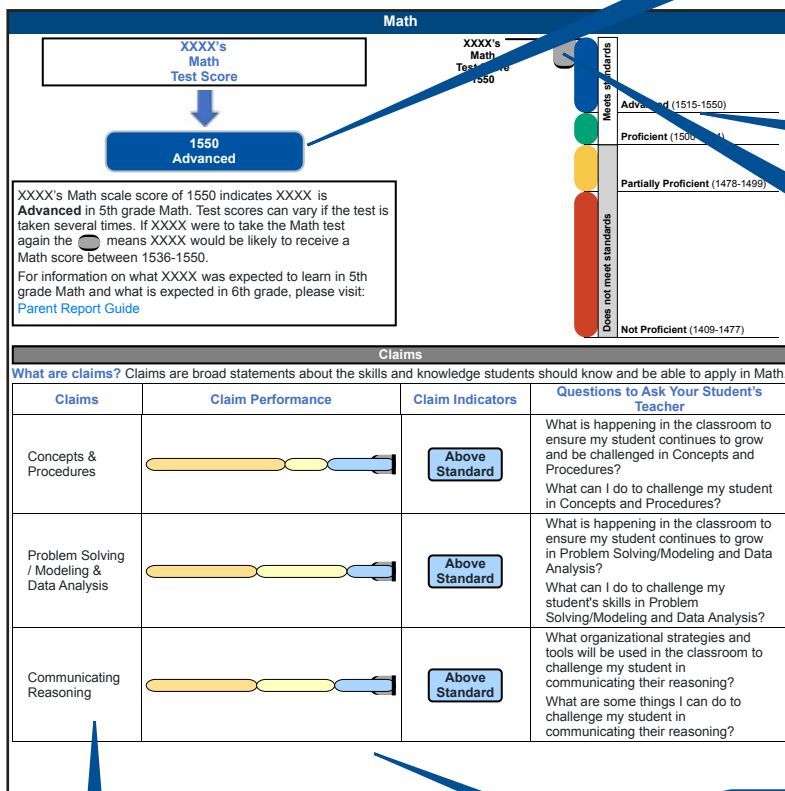 Math
XXXX's
Math
Test Score
1550
Advanced
XXXX's Math scale score of 1550 indicates XXXX is
Advanced in 5th grade Math. Test scores can vary if the test is
taken several times. If XXXX were to take the Math test
again the means XXXX would be likely to receive a
Math score between 1536-1550.
For information on what XXXX was expected to learn in 5th
grade Math and what is expected in 6th grade, please visit:
Parent Report Guide
XXXX's
Math
Test Score
1550
Meets standards
Advanced (1515-1550)
Proficient
Partially Proficient (1478-1499)
Does not meet standards
Not Proficient (1409-1477)
Claims
What are claims? Claims are broad statements about the skills and knowledge students should know and be able to apply in Math
Claims
Claim Performance
Claim Indicators
Questions to Ask Your Student's
Teacher
Concepts &
Procedures
Above
Standard
What is happening in the classroom to
ensure my student continues to grow
and be challenged in Concepts and
Procedures?
What can I do to challenge my student
in Concepts and Procedures?
Problem Solving
/ Modeling &
Data Analysis
Above
Standard
What is happening in the classroom to
ensure my student continues to grow
in Problem Solving/Modeling and Data
Analysis?
What can I do to challenge my
student's skills in Problem
Solving/Modeling and Data Analysis?
Communicating
Reasoning
Above
Standard
What organizational strategies and
tools will be used in the classroom to
challenge my student in
communicating their reasoning?
What are some things I can do to
challenge my student in
communicating their reasoning?